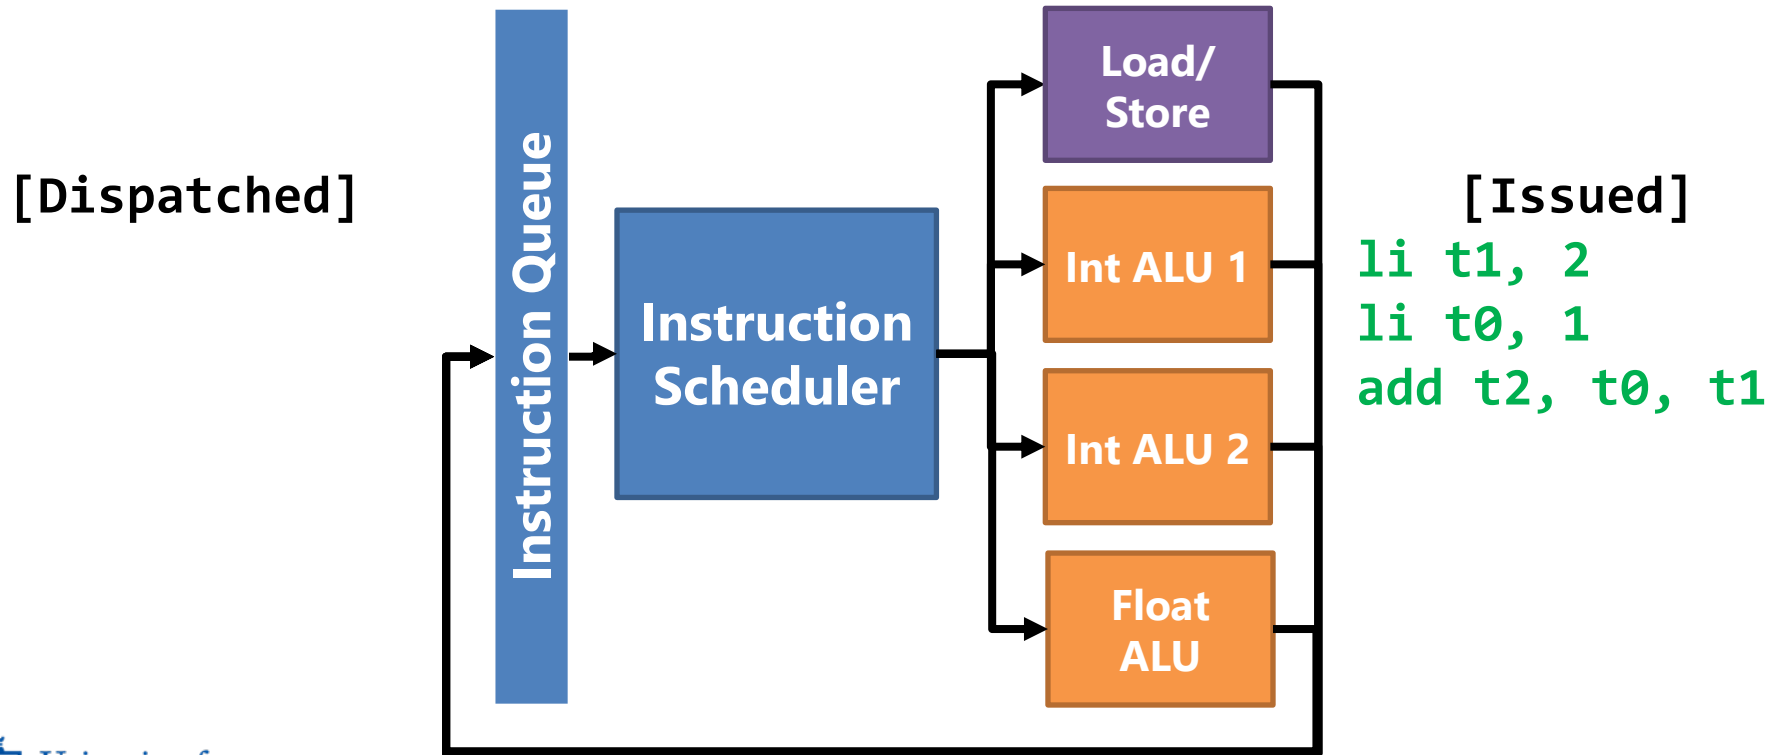 [Dispatched]
Instruction Queue
Instruction
Scheduler
Load/
Store
Int ALU 1
Int ALU 2
Float
ALU
[Issued]
li t1, 2
li t0, 1
add t2, t0, t1